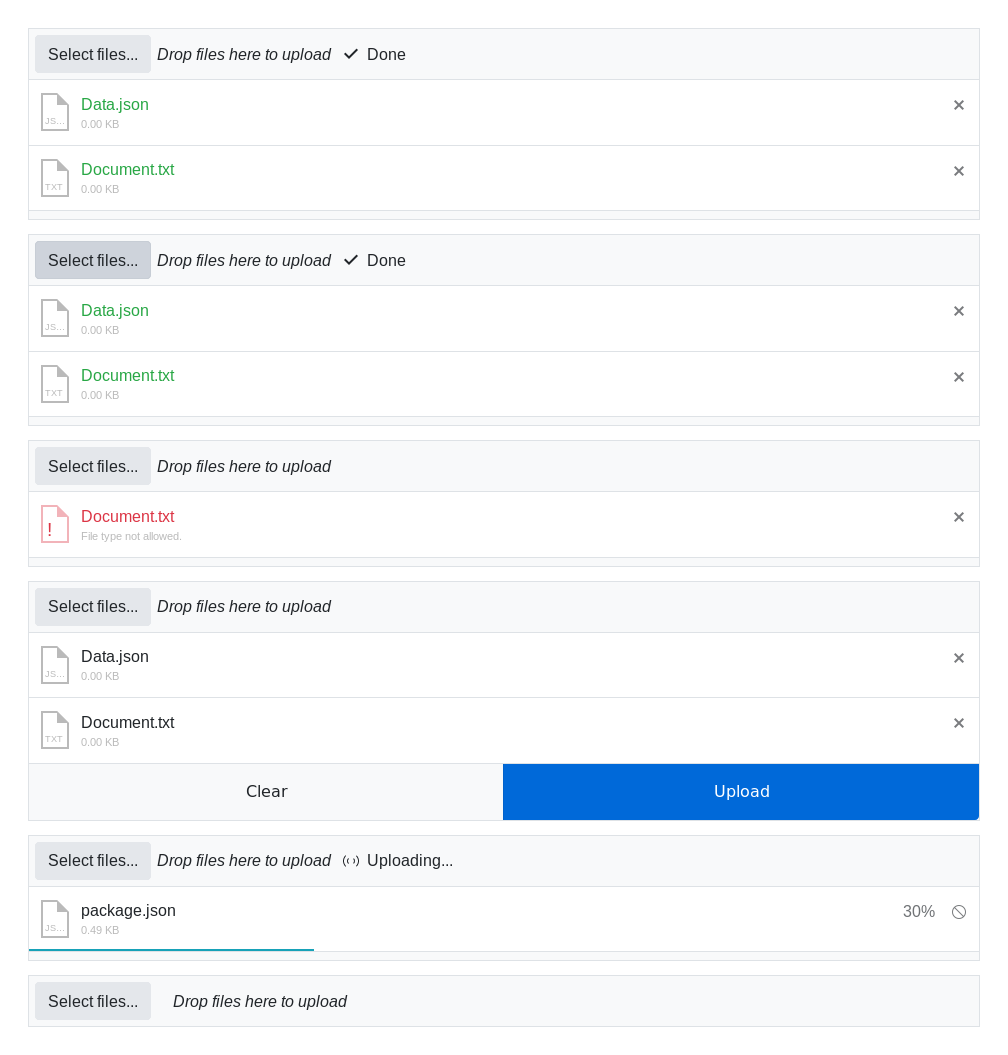 Select files... Drop files here to upload Done
Data.json
JS...
0.00 KB
Document.txt
TXT
0.00 KB
Select files... Drop files here to upload Done
Data.json
JS...
0.00 KB
Document.txt
TXT
0.00 KB
Select files... Drop files here to upload
Document.txt
!
File type not allowed.
Select files... Drop files here to upload
Data.json
JS...
0.00 KB
Document.txt
TXT
0.00 KB
Clear Upload
Select files... Drop files here to upload Uploading...
package.json 30%
JS...
0.49 KB
Select files... Drop files here to upload